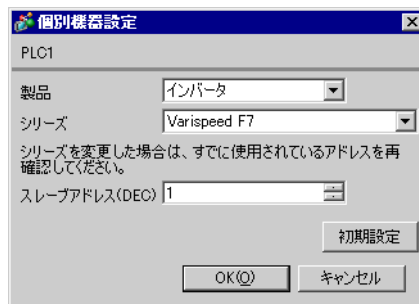 個別機器設定
PLC1
製品 インバータ
シリーズ Varispeed F7
シリーズを変更した場合は、すでに使用されているアドレスを再
確認してください。
スレーブアドレス(DEC) 1
初期設定
OK(O) キャンセル